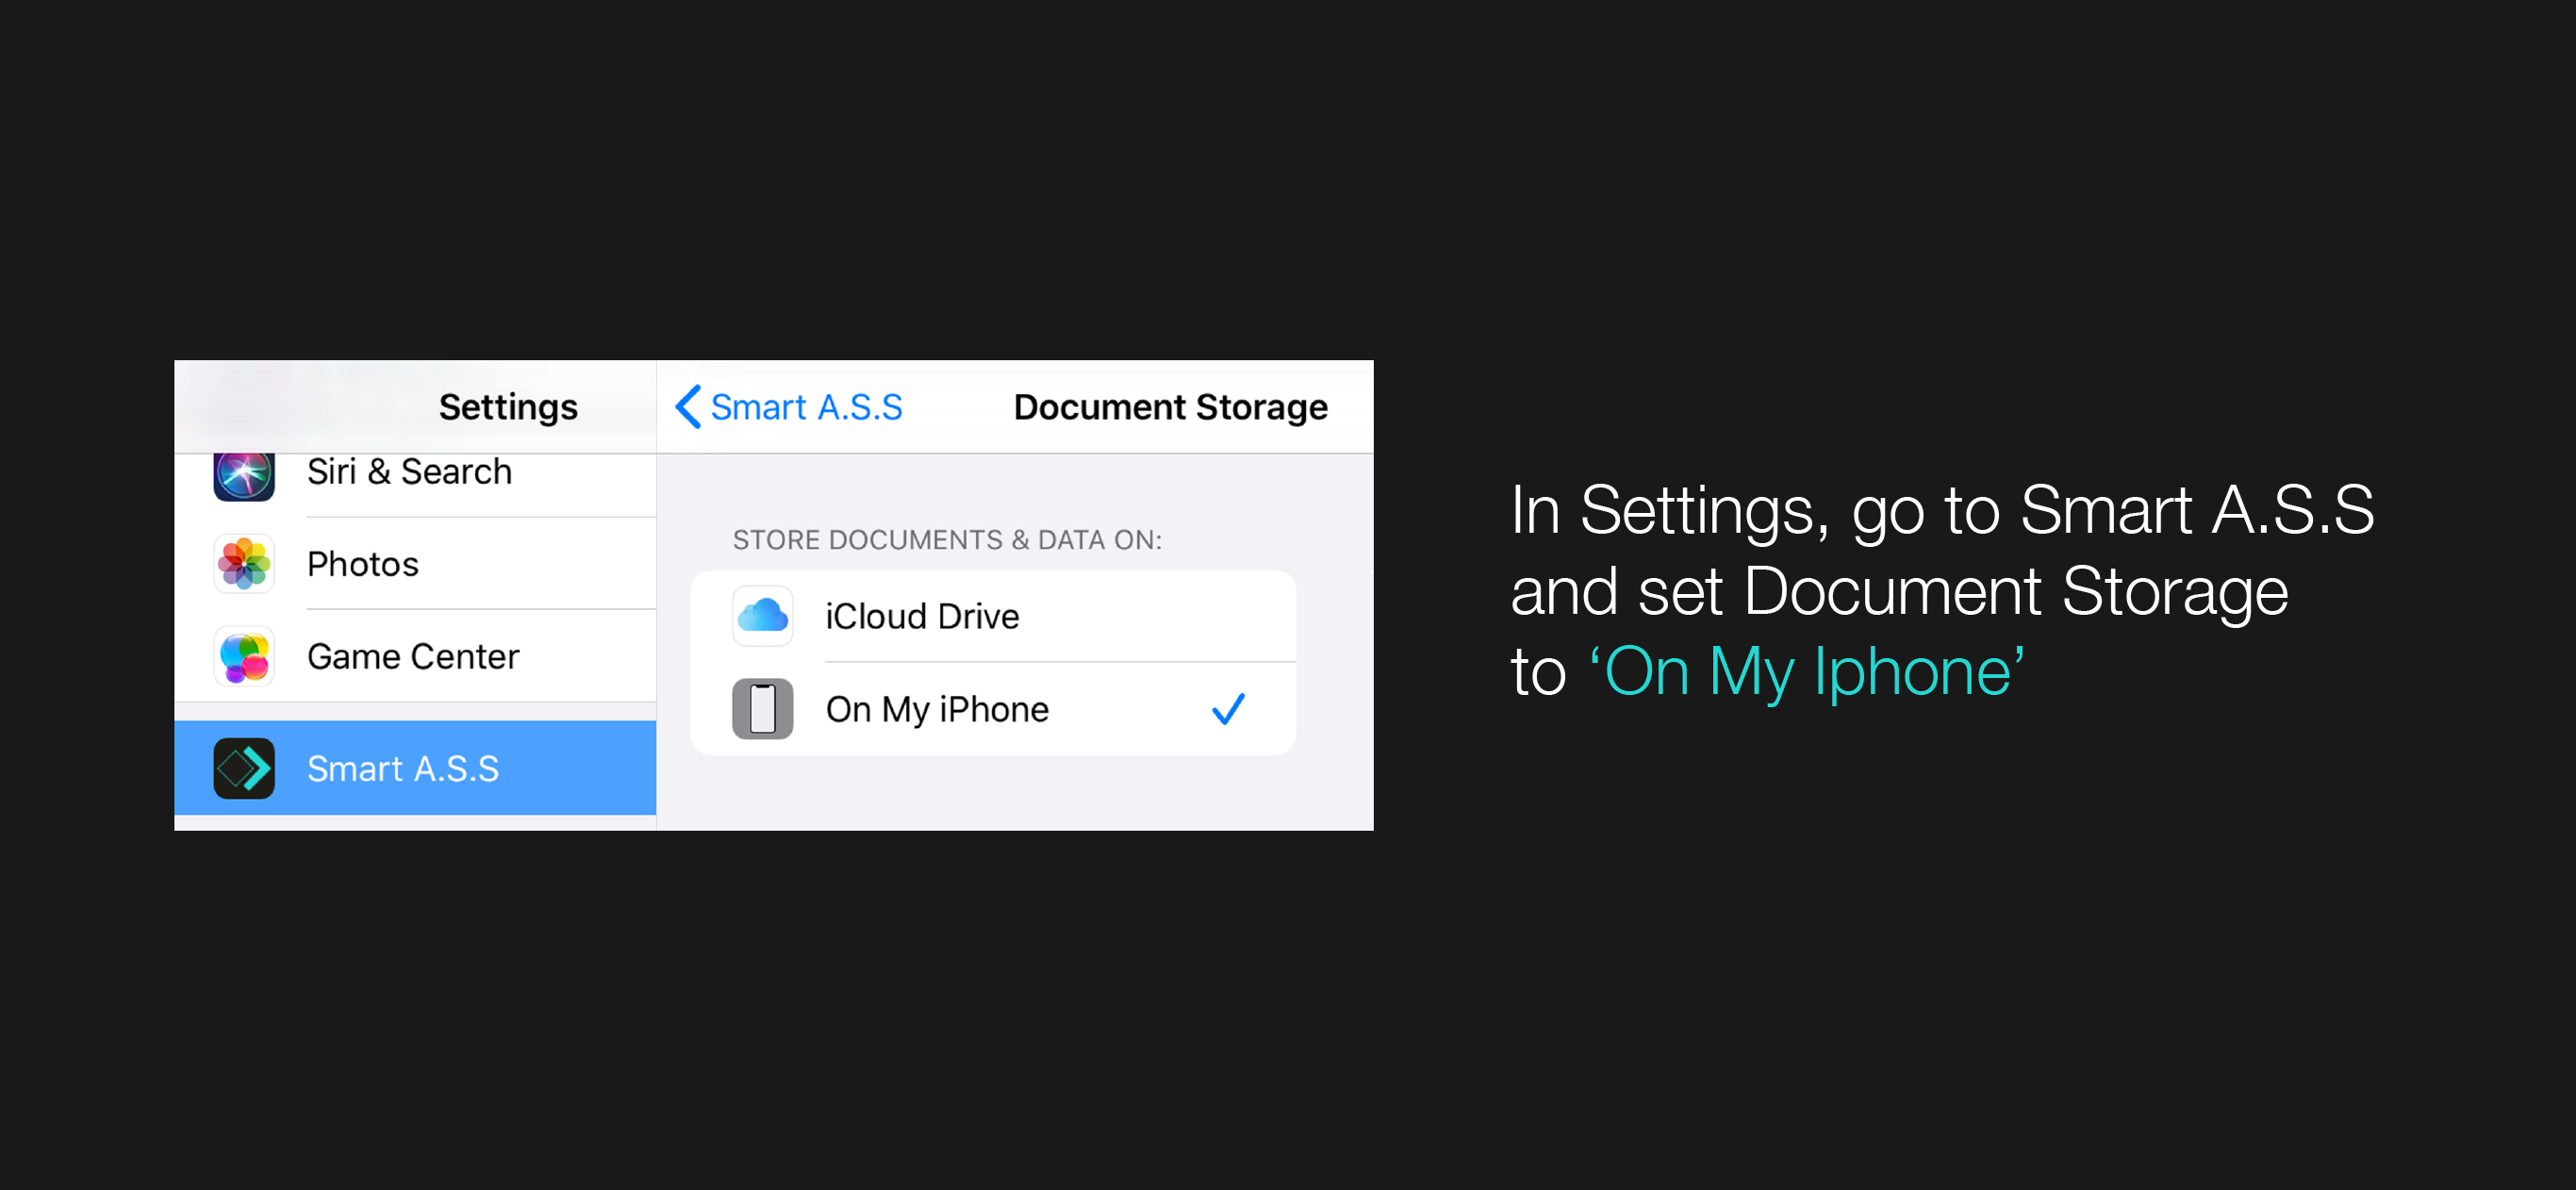 Settings
Siri & Search
Photos
Game Center
Smart A.S.S
Smart A.S.S
Document Storage
STORE DOCUMENTS & DATA ON:
iCloud Drive
On My iPhone
In Settings, go to Smart A.S.S
and set Document Storage
to ‘On My Iphone’